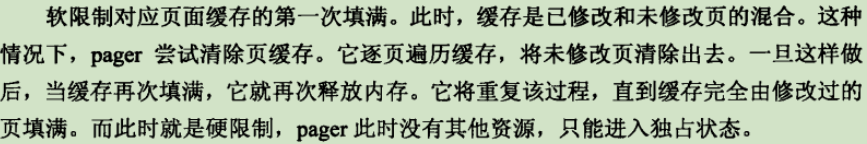 软限制对应页面缓存的第一次填满。此时，缓存是已修改和未修改页的混合。这种
情况下，pager 尝试清除页缓存。它逐页遍历缓存，将未修改页清除出去。一旦这样做
后，当缓存再次填满，它就再次释放内存。它将重复该过程，直到缓存完全由修改过的
页填满。而此时就是硬限制，pager 此时没有其他资源，只能进入独占状态。